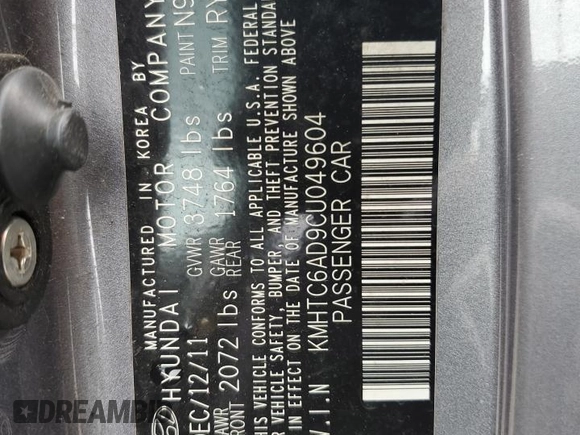 MANUFACTURED IN KOREA BY
HYUNDAI MOTOR COMPANY
DEC/12/11 GVWR 3748 lbs PAINT N9
GAWR GAWR
FRONT 2072 lbs REAR 1764 lbs TRIM RY
THIS VEHICLE CONFORMS TO ALL APPLICABLE U.S.A. FEDERAL
MOTOR VEHICLE SAFETY, BUMPER AND THEFT PREVENTION STANDARDS
IN EFFECT ON THE DATE OF MANUFACTURE SHOWN ABOVE
V.I.N KMHTC6AD9CU049604
PASSENGER CAR
DREAMBID